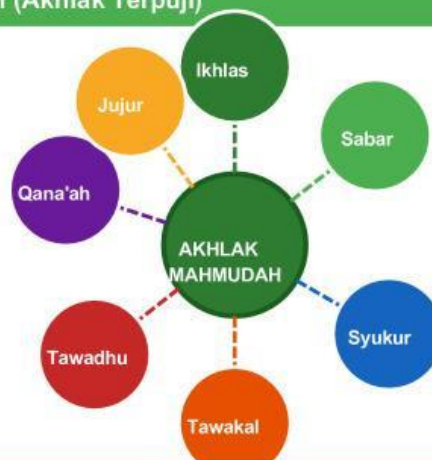 (Akhlak Terpuji)
Ikhlas
Jujur
Sabar
Qana'ah
AKHLAK
MAHMUDAH
Syukur
Tawadhu
Tawakal